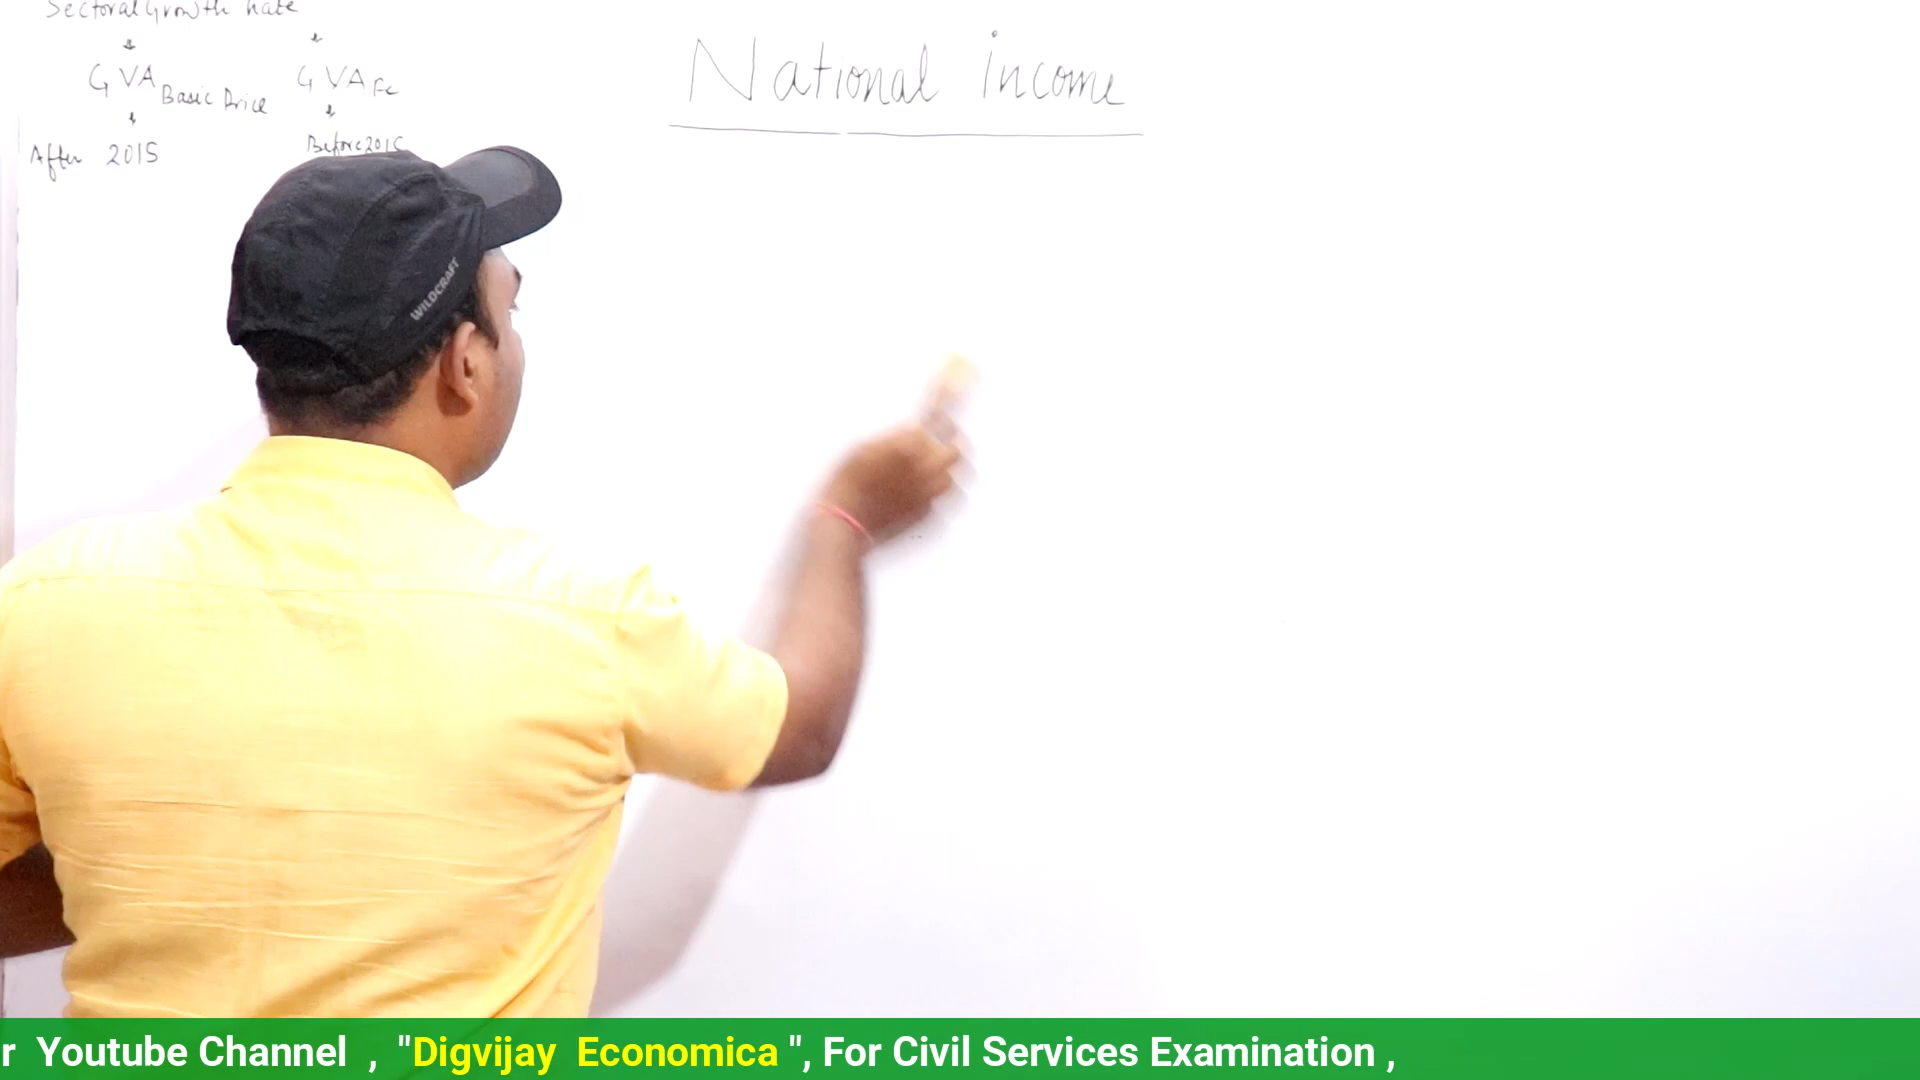 Sectoral Growth Rate
GVA Basic Price
GVA Fc
After 2015
Before 2015
National income
WILDCRAFT
r Youtube Channel , "Digvijay Economica ", For Civil Services Examination ,